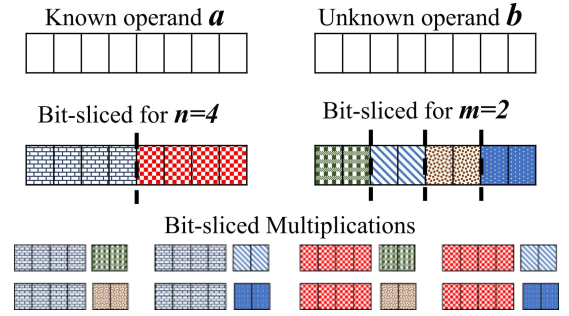 Known operand a
Unknown operand b
Bit-sliced for n=4
Bit-sliced for m=2
Bit-sliced Multiplications